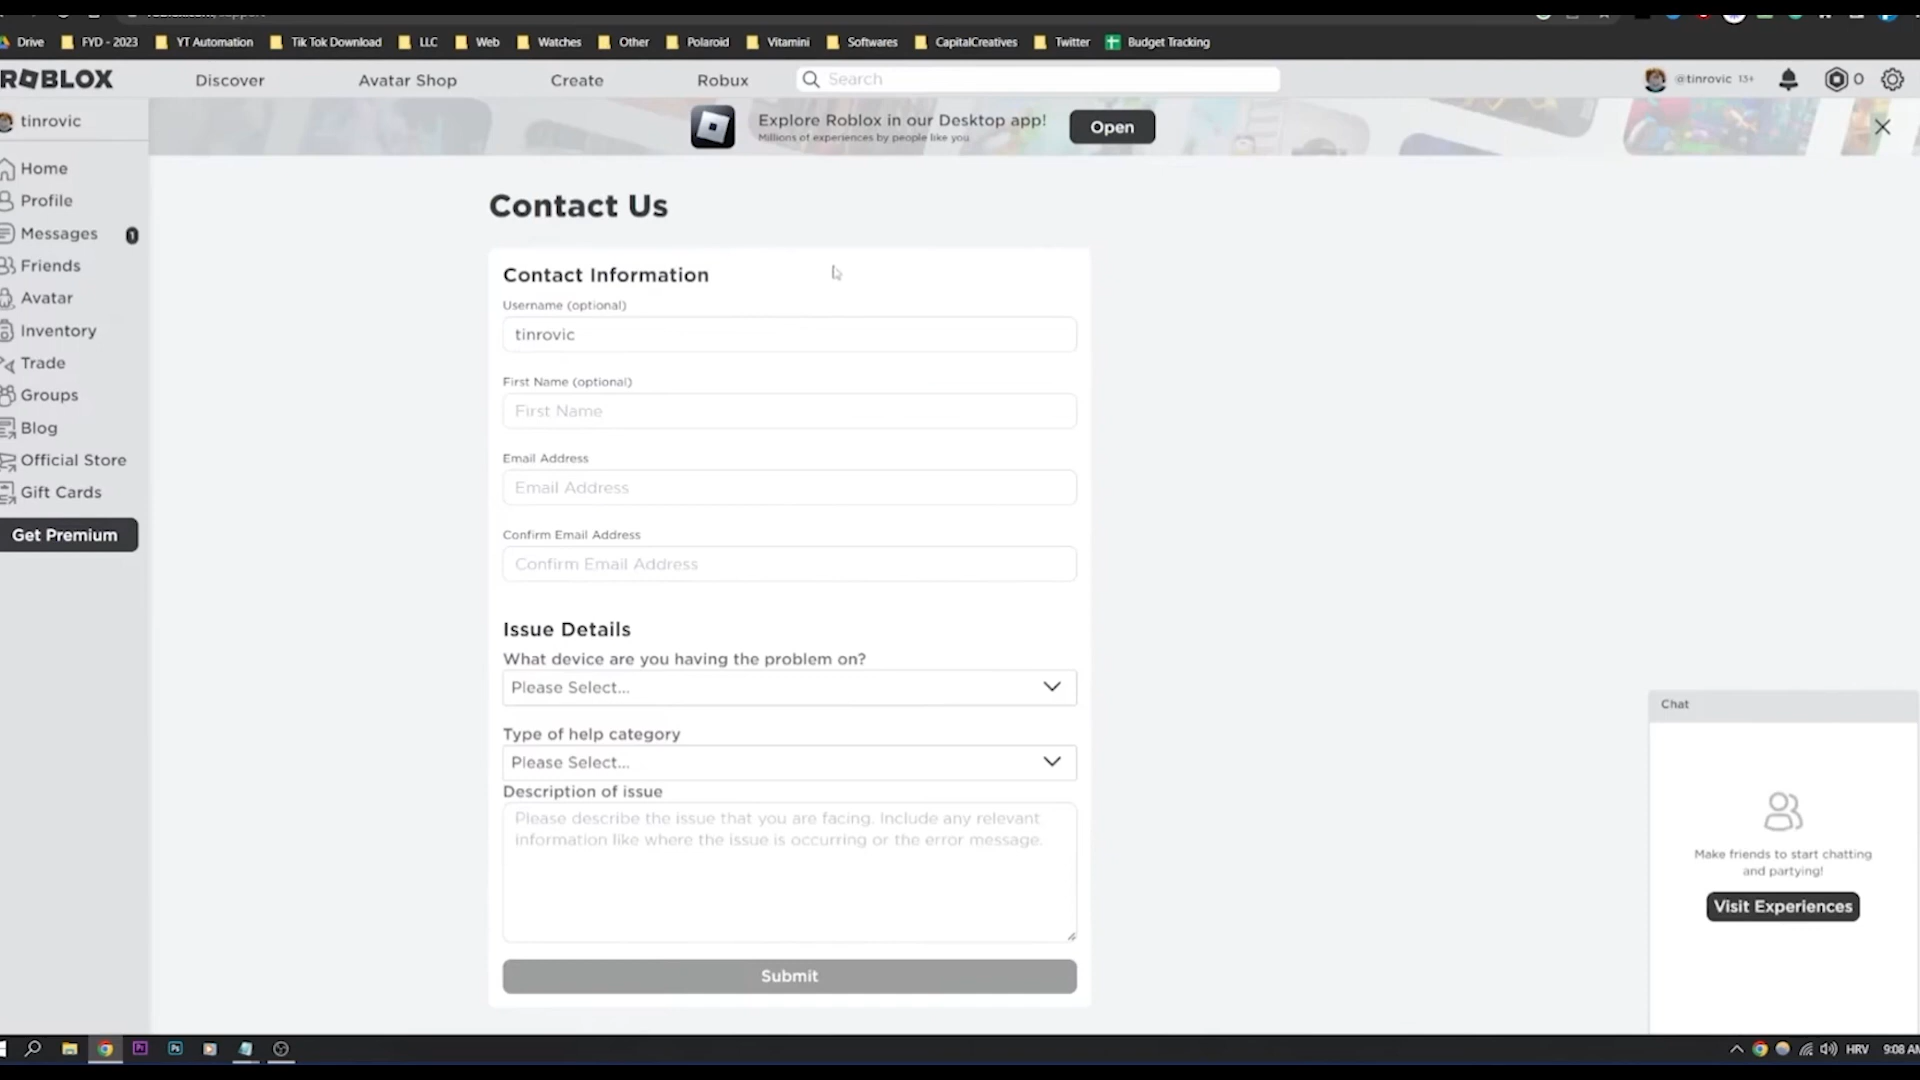 Drive
FYD - 2023
YT Automation
Tik Tok Download
LLC
Web
Watches
Other
Polaroid
Vitamini
Softwares
CapitalCreatives
Twitter
Budget Tracking
ROBLOX
Discover
Avatar Shop
Create
Robux
Search
@tinrovic 13+
0
tinrovic
Explore Roblox in our Desktop app!
Millions of experiences by people like you
Open
Home
Profile
Messages
1
Friends
Avatar
Inventory
Trade
Groups
Blog
Official Store
Gift Cards
Get Premium
Contact Us
Contact Information
Username (optional)
tinrovic
First Name (optional)
First Name
Email Address
Email Address
Confirm Email Address
Confirm Email Address
Issue Details
What device are you having the problem on?
Please Select...
Type of help category
Please Select...
Description of issue
Please describe the issue that you are facing. Include any relevant
information like where the issue is occurring or the error message.
Submit
Chat
Make friends to start chatting
and partying!
Visit Experiences
Pr
Ps
HRV
9:08 AM